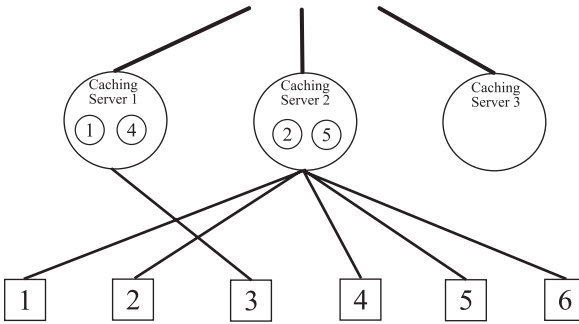 Caching
Server 1
Caching
Server 2
Caching
Server 3
1 4
2 5
1 2 3 4 5 6